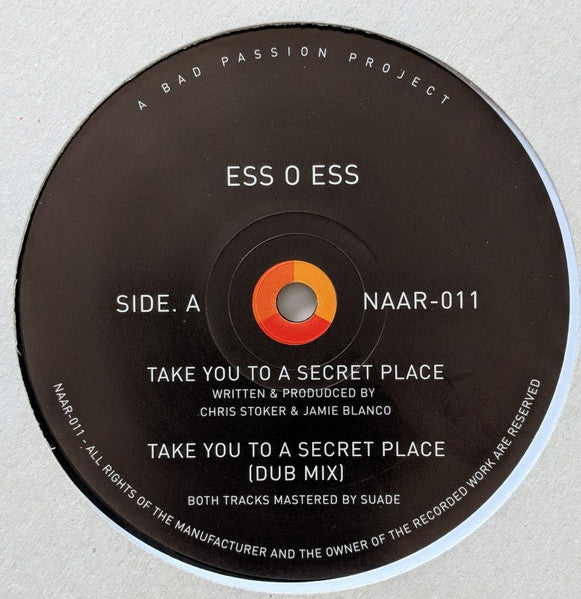 A BAD PASSION PROJECT
ESS O ESS
SIDE. A
NAAR-011
TAKE YOU TO A SECRET PLACE
WRITTEN & PRODUDCED BY
CHRIS STOKER & JAMIE BLANCO
TAKE YOU TO A SECRET PLACE
(DUB MIX)
BOTH TRACKS MASTERED BY SUADE
NAAR-011 - ALL RIGHTS OF THE MANUFACTURER AND THE OWNER OF THE RECORDED WORK ARE RESERVED